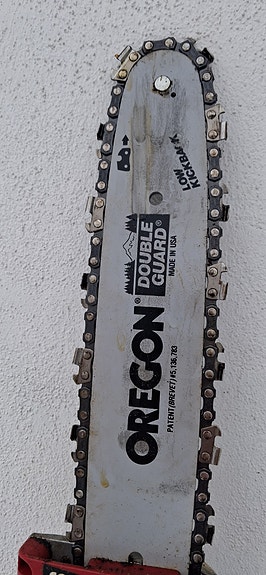 LOW
KICKBACK
DOUBLE
GUARD®
MADE IN USA
OREGON®
PATENT(BREVET)#5,136,783